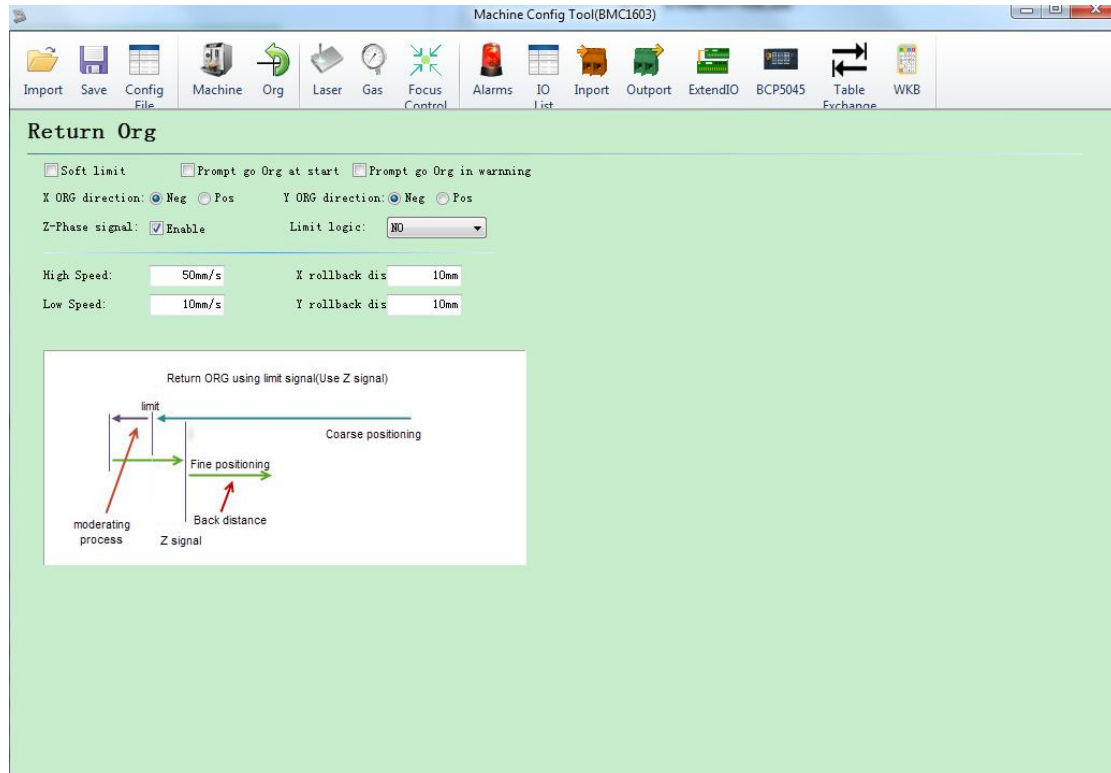 Machine Config Tool(BMC1603)
Import Save Config File Machine Org Laser Gas Focus Control Alarms IO List Inport Outport ExtendIO BCP5045 Table Exchange WKB
Return Org
Soft limit Prompt go Org at start Prompt go Org in warnning
X ORG direction: Neg Pos Y ORG direction: Neg Pos
Z-Phase signal: Enable Limit logic: NO
High Speed: 50mm/s X rollback dis 10mm
Low Speed: 10mm/s Y rollback dis 10mm
Return ORG using limit signal(Use Z signal)
limit
Coarse positioning
Fine positioning
Back distance
moderating
process
Z signal